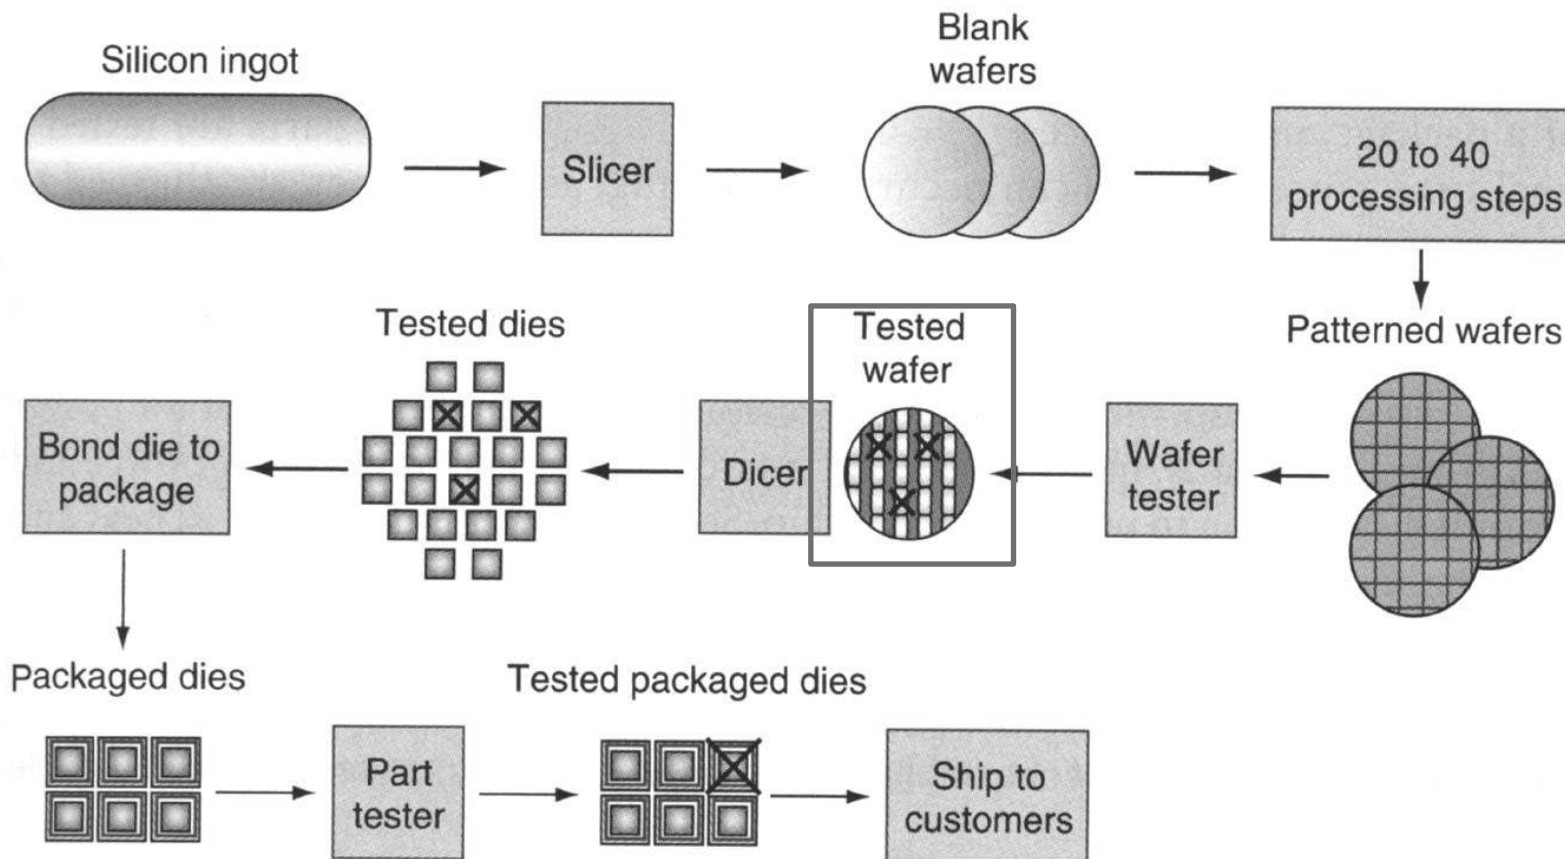 Silicon ingot
Slicer
Blank
wafers
20 to 40
processing steps
Patterned wafers
Wafer
tester
Tested
wafer
Dicer
Tested dies
Bond die to
package
Packaged dies
Part
tester
Tested packaged dies
Ship to
customers